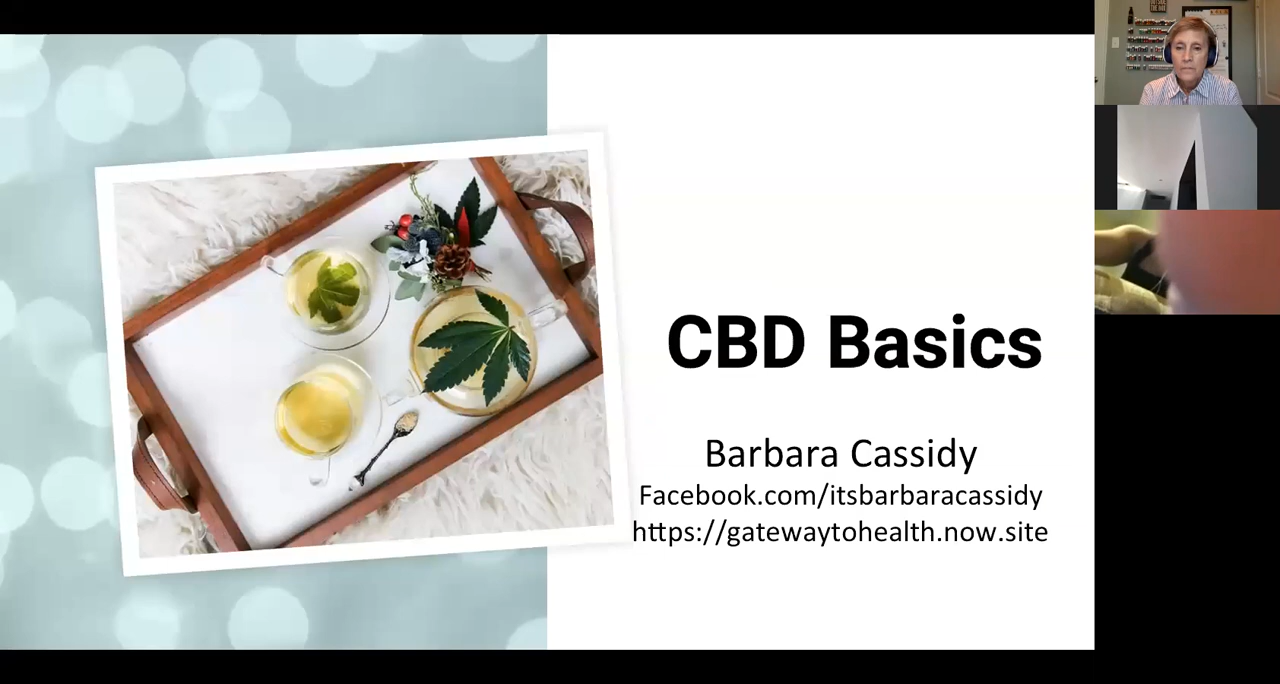 CBD Basics
Barbara Cassidy
Facebook.com/itsbarbaracassidy
https://gatewaytohealth.now.site